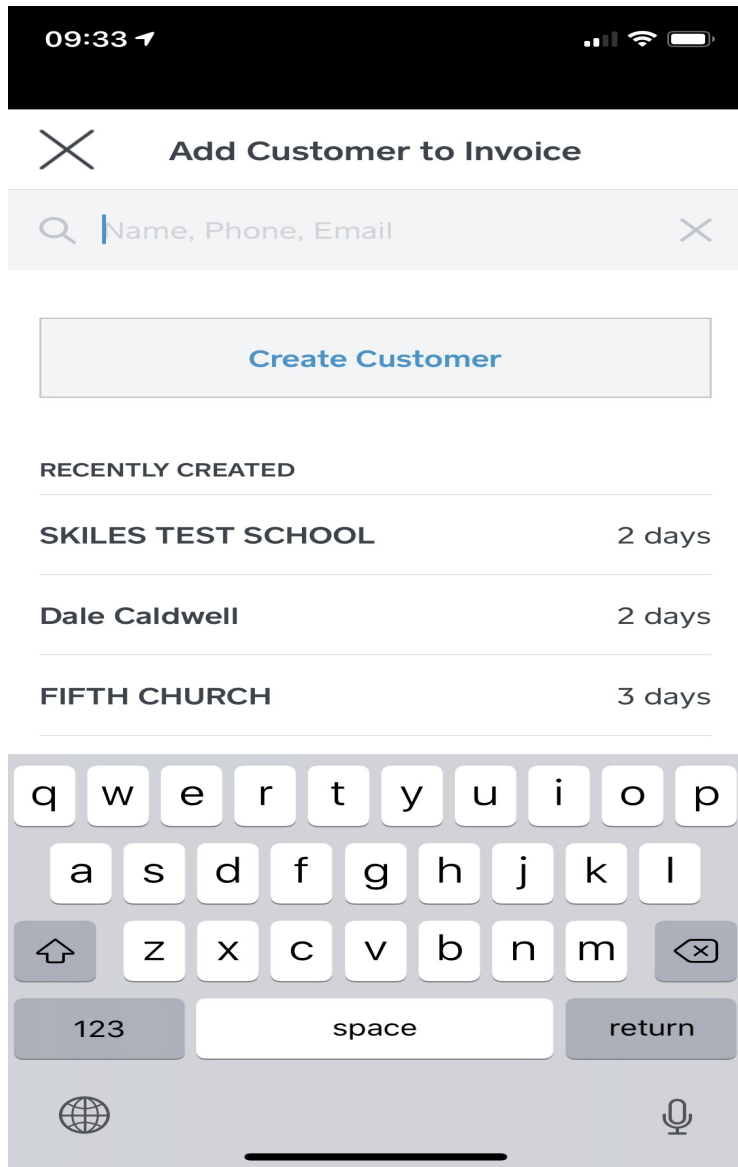 09:33
Add Customer to Invoice
Name, Phone, Email
Create Customer
RECENTLY CREATED
SKILES TEST SCHOOL 2 days
Dale Caldwell 2 days
FIFTH CHURCH 3 days
q w e r t y u i o p
a s d f g h j k l
z x c v b n m
123 space return